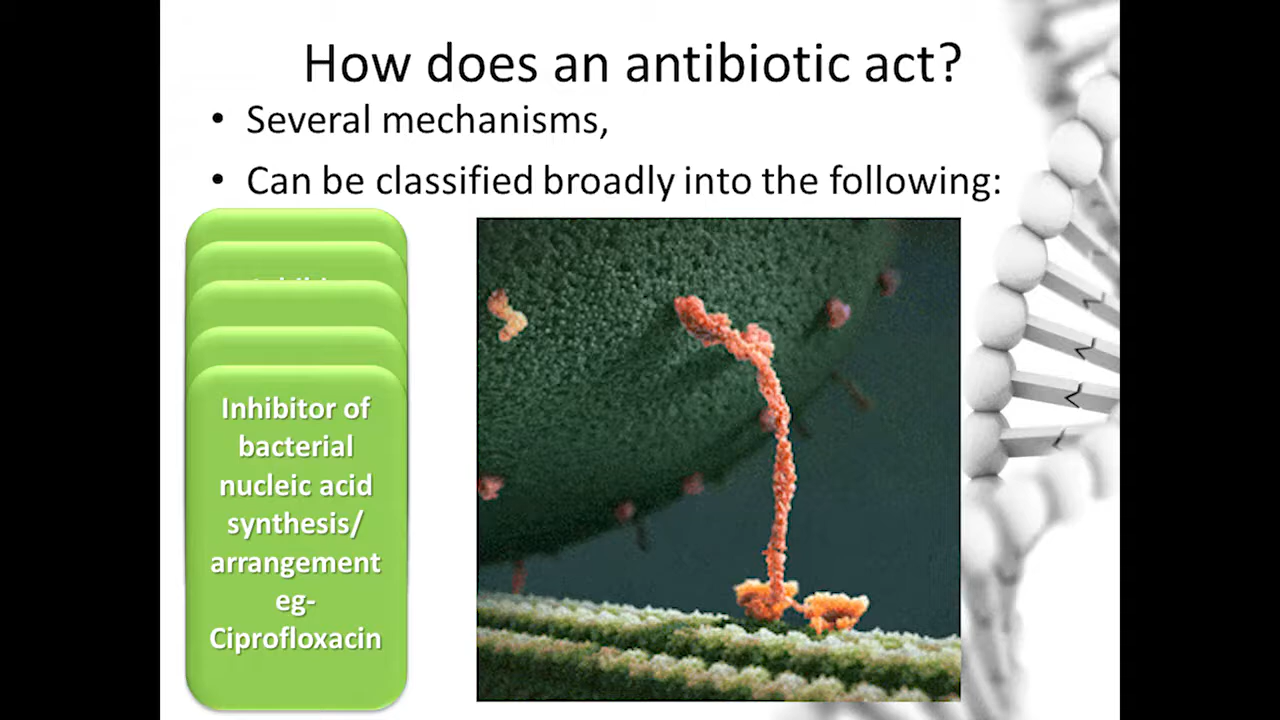 How does an antibiotic act?
• Several mechanisms,
• Can be classified broadly into the following:
Inhibitor of
bacterial
nucleic acid
synthesis/
arrangement
eg-
Ciprofloxacin